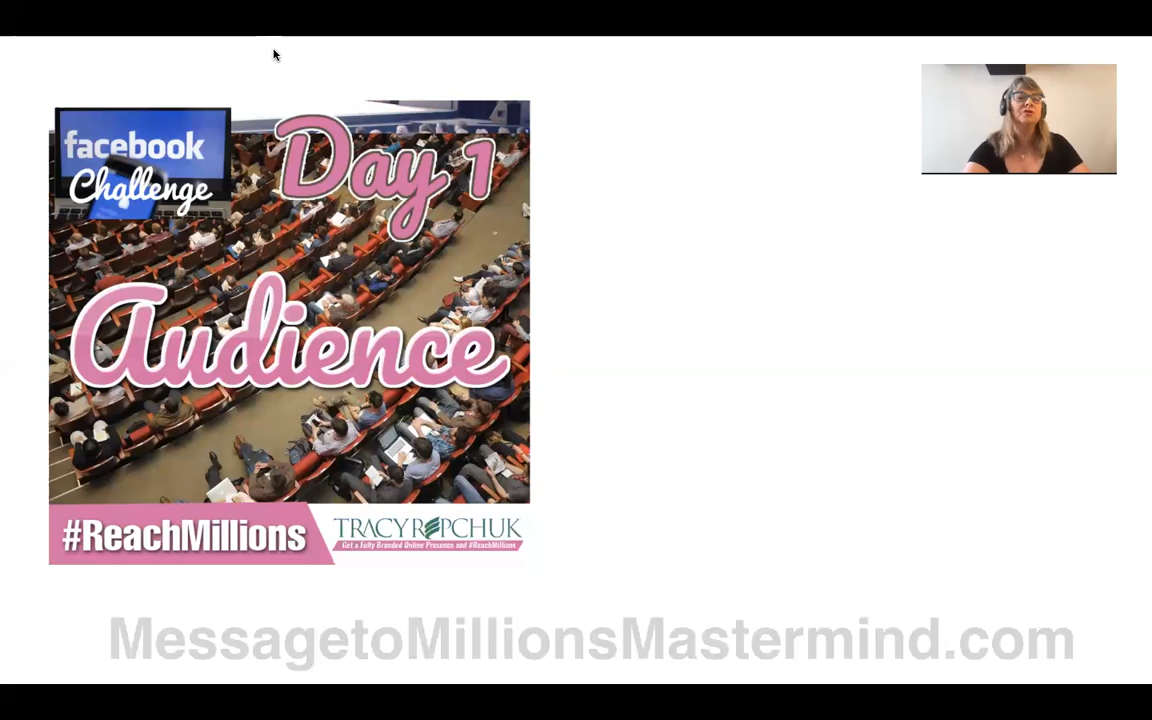 facebook
Challenge
Day 1
Audience
#ReachMillions
TRACY REPCHUK
Get a Fully Branded Online Presence and #ReachMillions
MessagetoMillionsMastermind.com